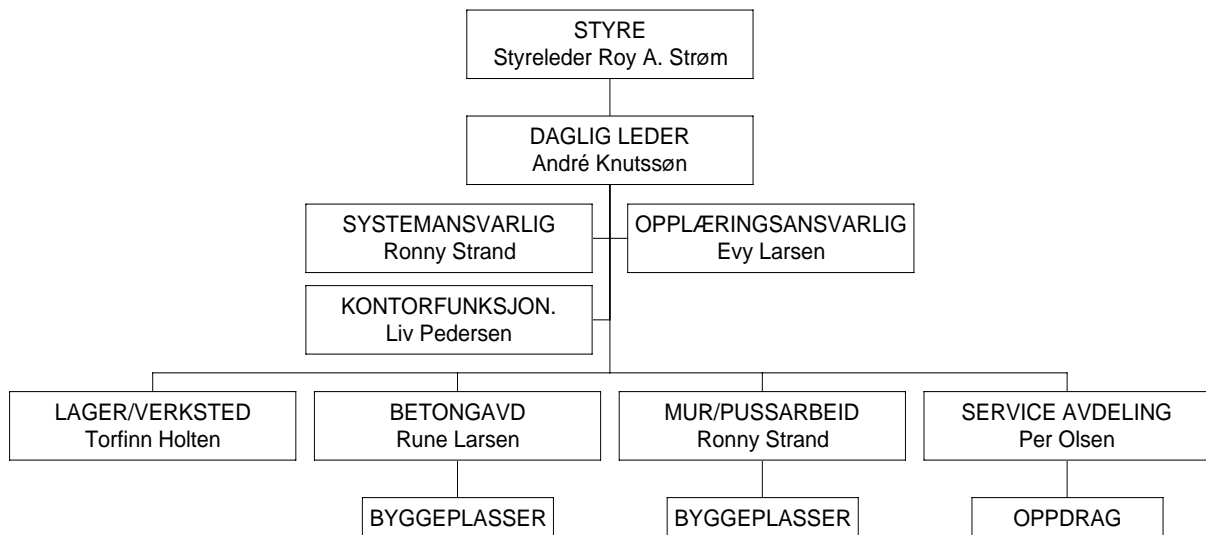 STYRE
Styreleder Roy A. Strøm
DAGLIG LEDER
André Knutssøn
SYSTEMANSVARLIG
Ronny Strand
OPPLÆRINGSANSVARLIG
Evy Larsen
KONTORFUNKSJON.
Liv Pedersen
LAGER/VERKSTED
Torfinn Holten
BETONGAVD
Rune Larsen
MUR/PUSSARBEID
Ronny Strand
SERVICE AVDELING
Per Olsen
BYGGEPLASSER
BYGGEPLASSER
OPPDRAG